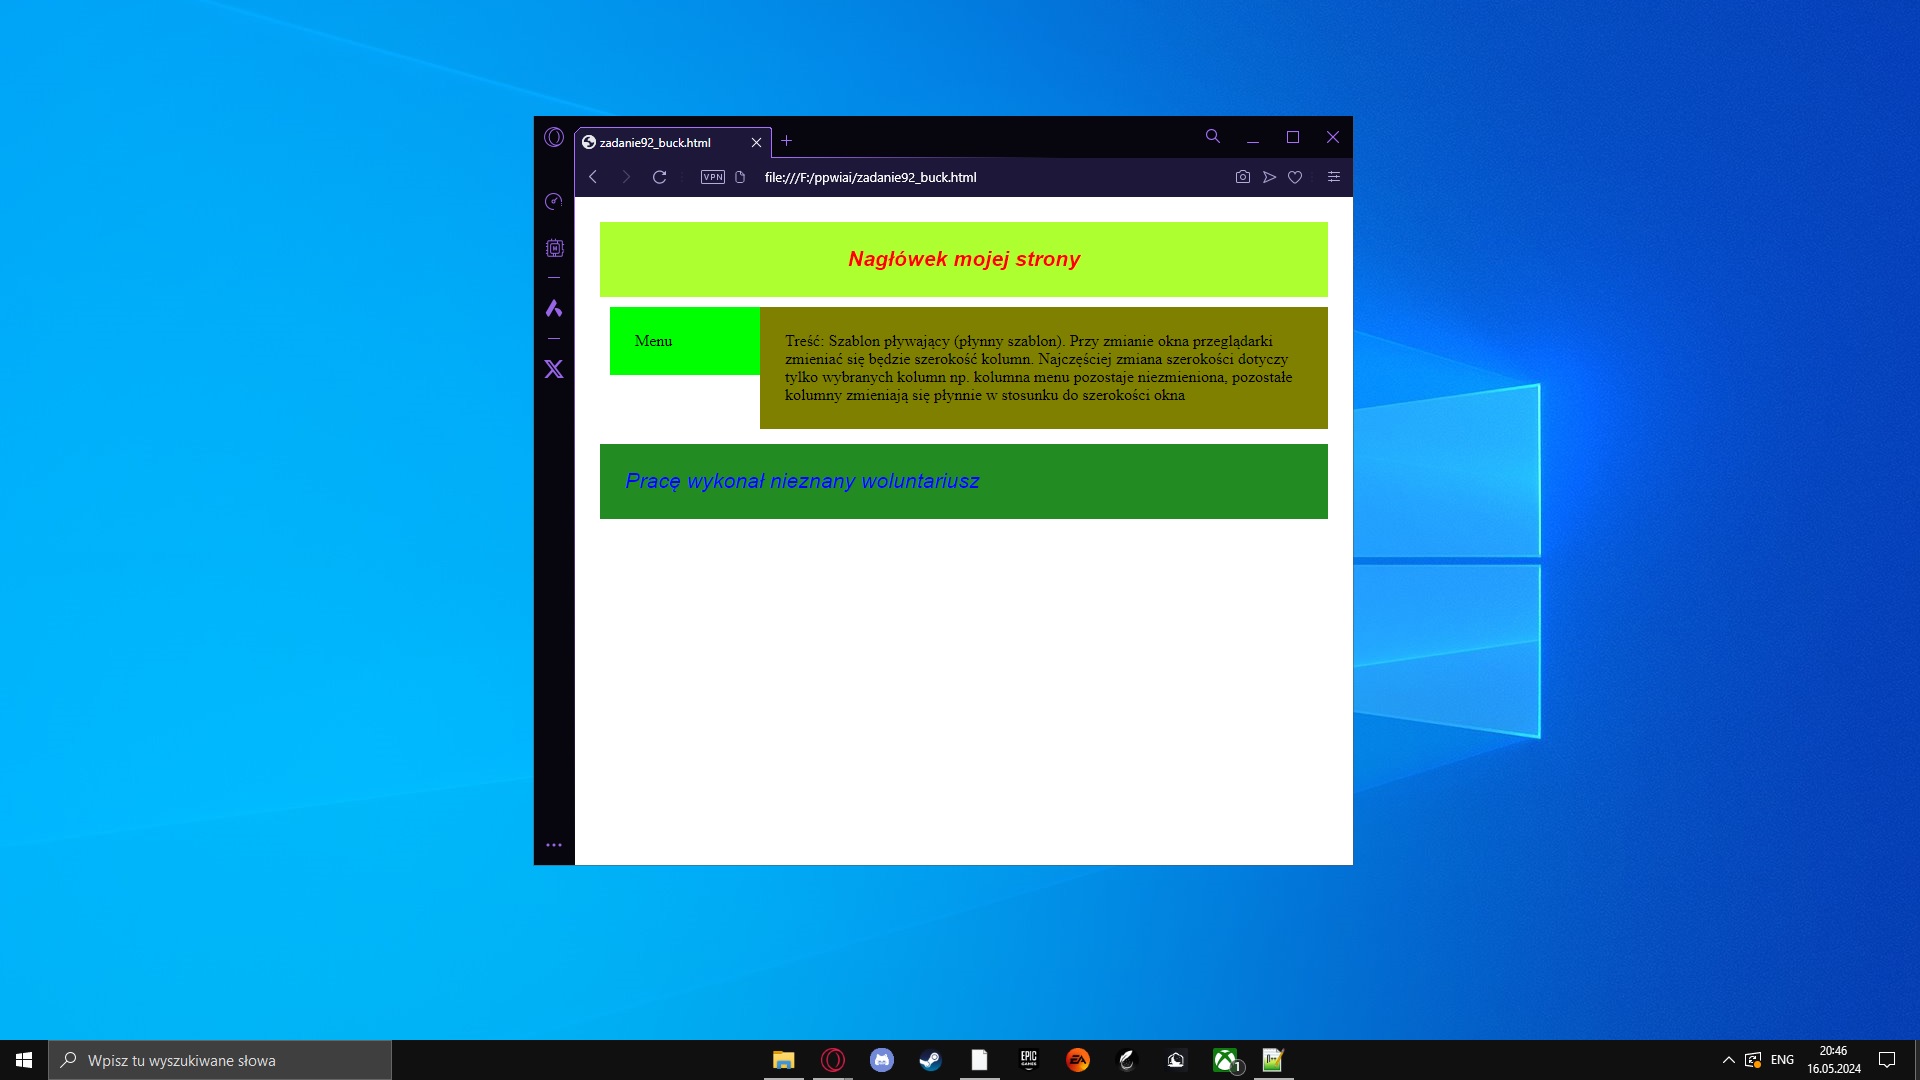 zadanie92_buck.html
VPN
file:///F:/ppwiai/zadanie92_buck.html
Nagłówek mojej strony
Menu
Treść: Szablon pływający (płynny szablon). Przy zmianie okna przeglądarki
zmieniać się będzie szerokość kolumn. Najczęściej zmiana szerokości dotyczy
tylko wybranych kolumn np. kolumna menu pozostaje niezmieniona, pozostałe
kolumny zmieniają się płynnie w stosunku do szerokości okna
Pracę wykonał nieznany woluntariusz
Wpisz tu wyszukiwane słowa
EPIC
GAMES
EA
1
ENG
20:46
16.05.2024